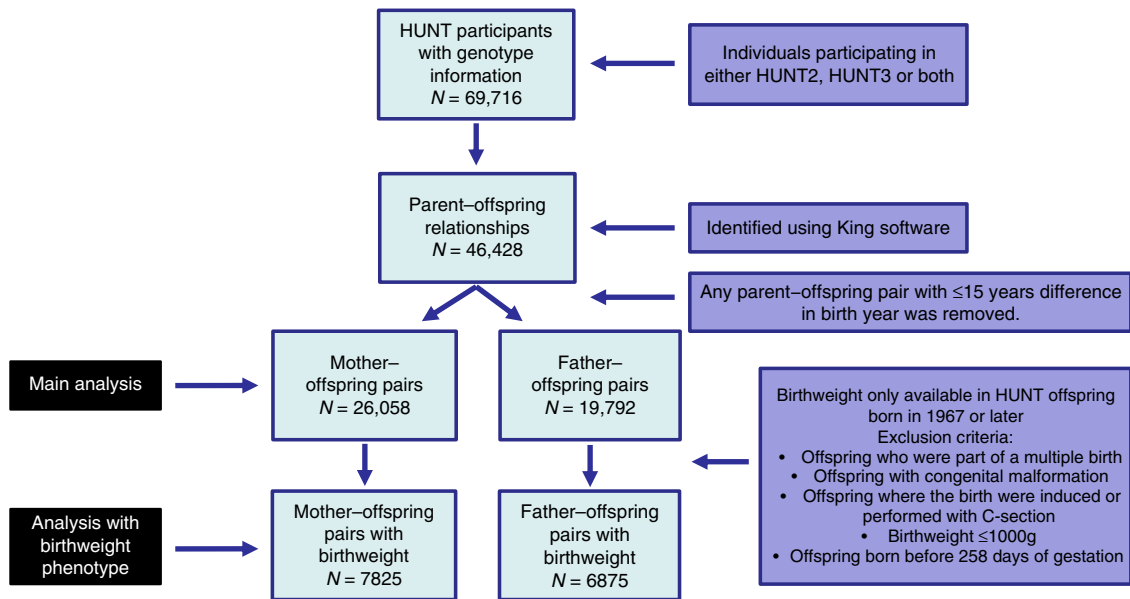 HUNT participants
with genotype
information
N = 69,716
Individuals participating in
either HUNT2, HUNT3 or both
Parent–offspring
relationships
N = 46,428
Identified using King software
Any parent–offspring pair with ≤15 years difference
in birth year was removed.
Main analysis
Mother–
offspring pairs
N = 26,058
Father–
offspring pairs
N = 19,792
Birthweight only available in HUNT offspring
born in 1967 or later
Exclusion criteria:
• Offspring who were part of a multiple birth
• Offspring with congenital malformation
• Offspring where the birth were induced or
performed with C-section
• Birthweight ≤1000g
• Offspring born before 258 days of gestation
Analysis with
birthweight
phenotype
Mother–offspring
pairs with
birthweight
N = 7825
Father–offspring
pairs with
birthweight
N = 6875